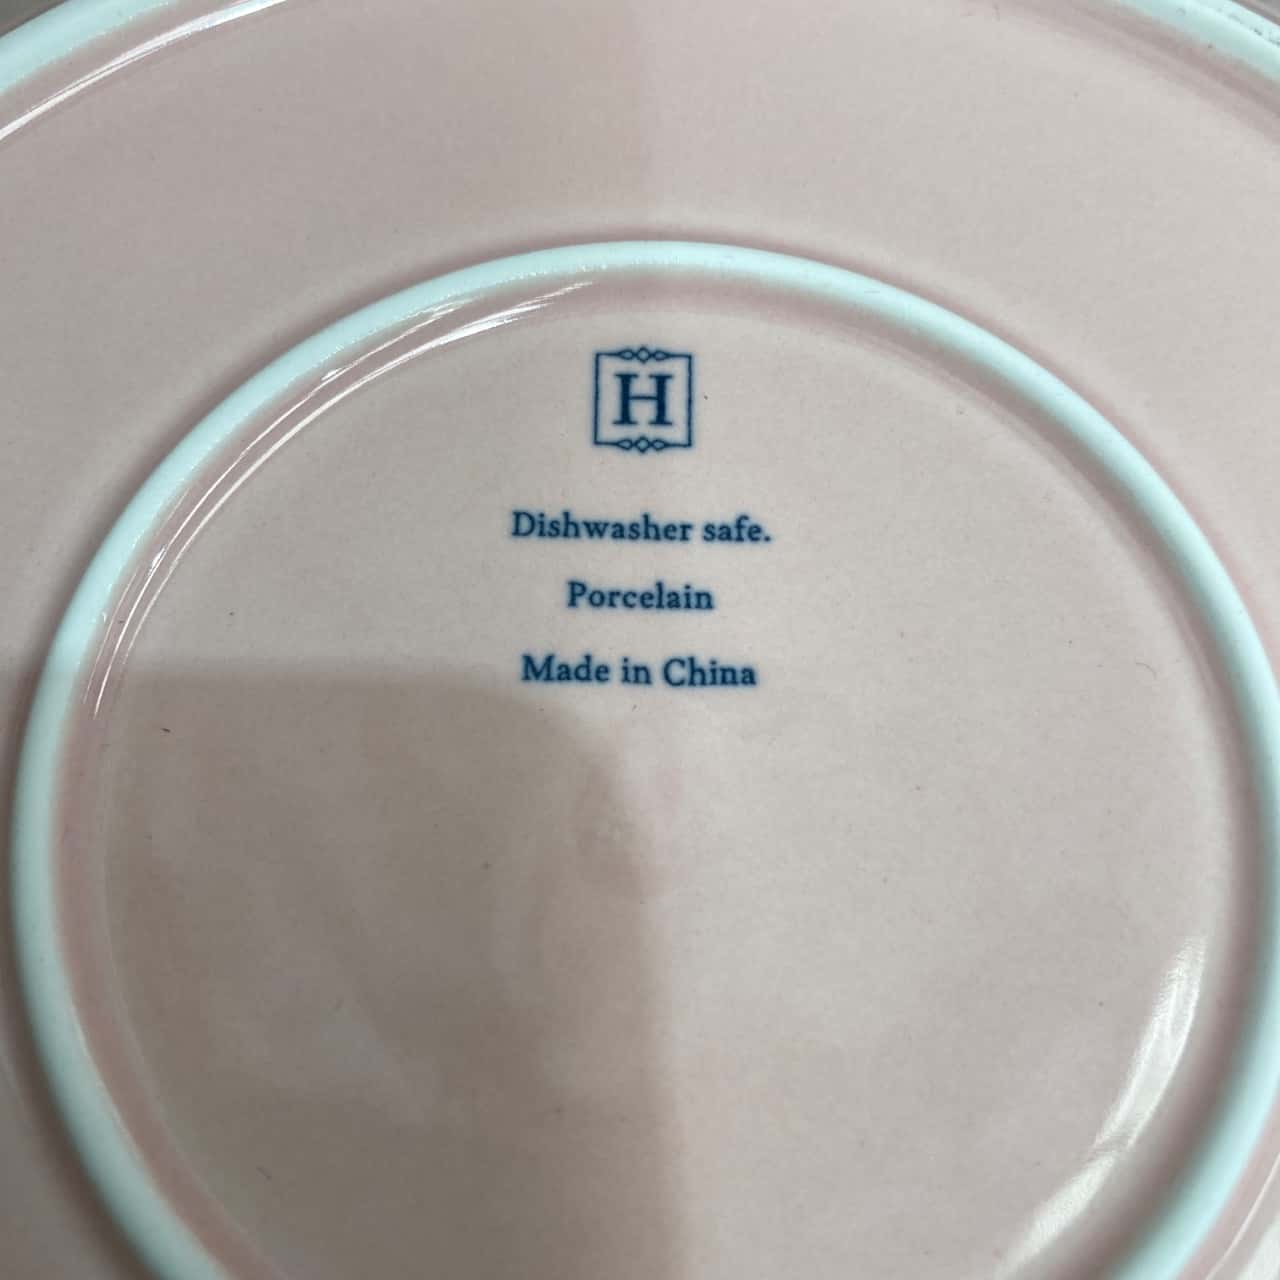 H
Dishwasher safe.
Porcelain
Made in China